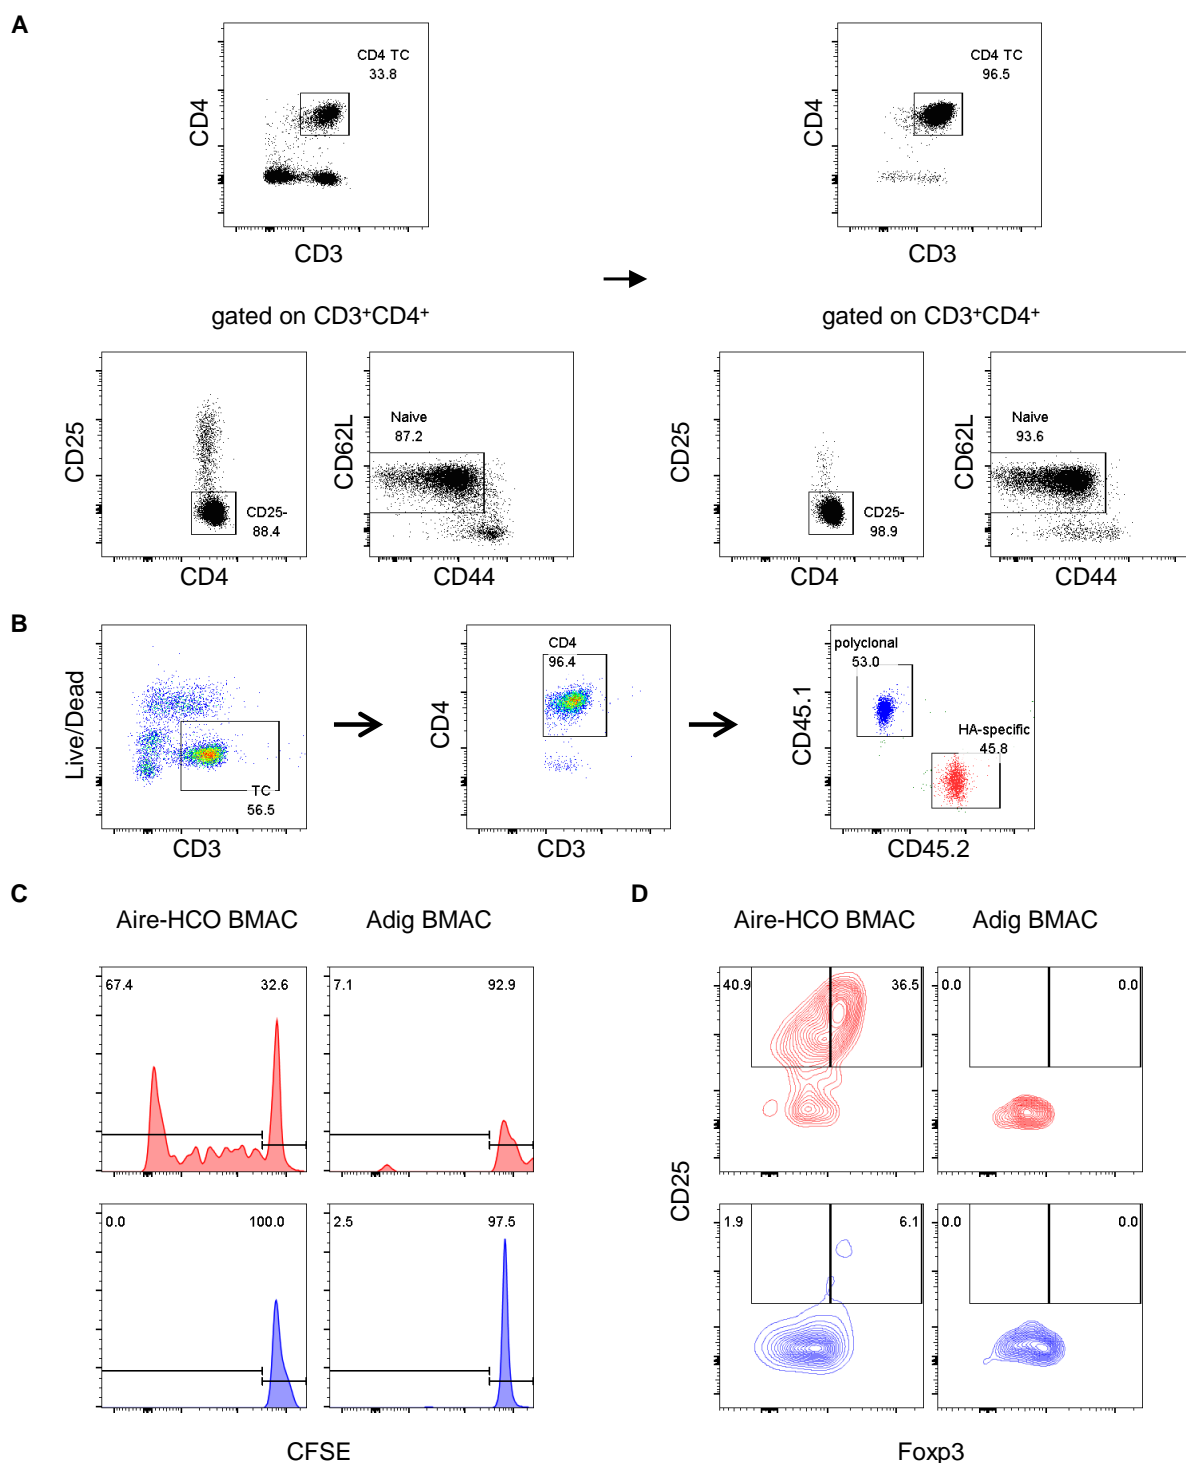 A
CD4 TC
33.8
CD4
CD3
CD4 TC
96.5
CD4
CD3
gated on CD3⁺CD4⁺
gated on CD3⁺CD4⁺
CD25
CD25-
88.4
CD4
Naive
87.2
CD62L
CD44
CD25
CD25-
98.9
CD4
Naive
93.6
CD62L
CD44
B
Live/Dead
TC
56.5
CD3
CD4
96.4
CD4
CD3
polyclonal
53.0
HA-specific
45.8
CD45.1
CD45.2
C
Aire-HCO BMAC
Adig BMAC
67.4 32.6
7.1 92.9
0.0 100.0
2.5 97.5
CFSE
D
Aire-HCO BMAC
Adig BMAC
40.9 36.5
0.0 0.0
1.9 6.1
0.0 0.0
CD25
Foxp3